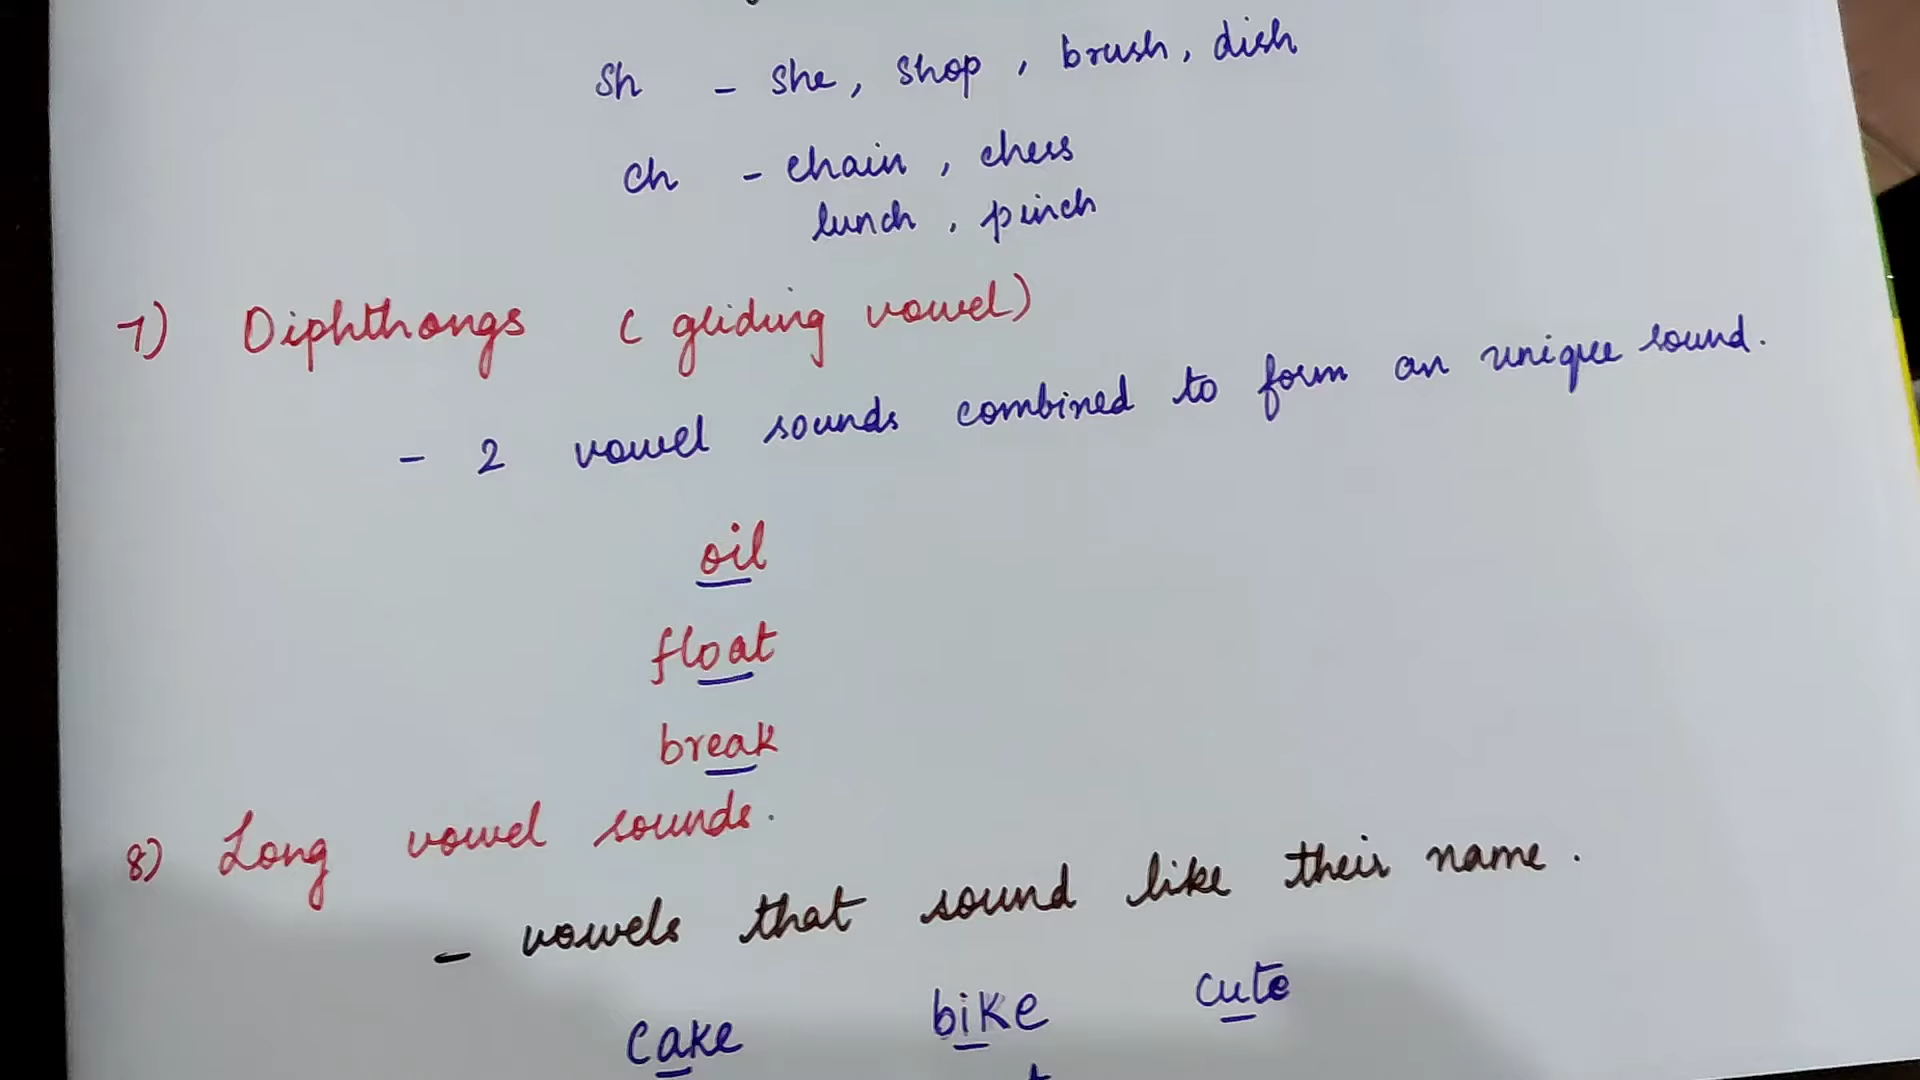 Sh - She, Shop, brush, dish
Ch - Chain, chess
lunch, pinch
7) Diphthongs (gliding vowel)
- 2 vowel sounds combined to form an unique sound.
oil
float
break
8) Long vowel sounds.
- vowels that sound like their name.
cake bike cute